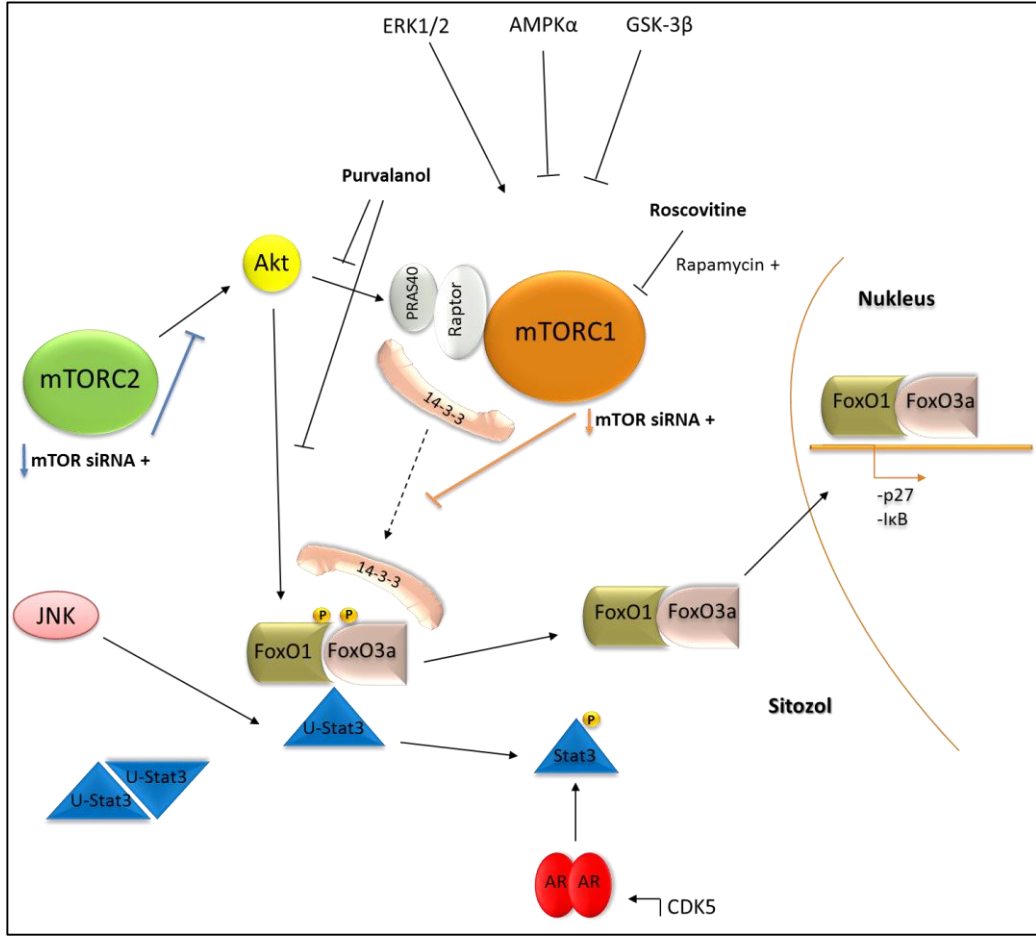 ERK1/2
AMPKα
GSK-3β
Purvalanol
Roscovitine
Rapamycin +
Akt
PRAS40
Raptor
mTORC1
Nukleus
mTORC2
14-3-3
mTOR siRNA +
FoxO1
FoxO3a
mTOR siRNA +
-p27
-IκB
14-3-3
JNK
P
P
FoxO1
FoxO3a
FoxO1
FoxO3a
U-Stat3
Sitozol
P
Stat3
U-Stat3
U-Stat3
AR
AR
CDK5